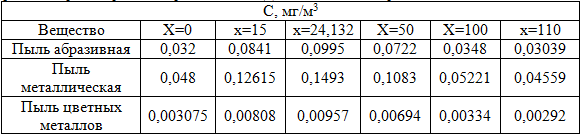 С, мг/м³
Вещество X=0 x=15 x=24,132 X=50 X=100 x=110
Пыль абразивная 0,032 0,0841 0,0995 0,0722 0,0348 0,03039
Пыль
металлическая 0,048 0,12615 0,1493 0,1083 0,05221 0,04559
Пыль цветных
металлов 0,003075 0,00808 0,00957 0,00694 0,00334 0,00292